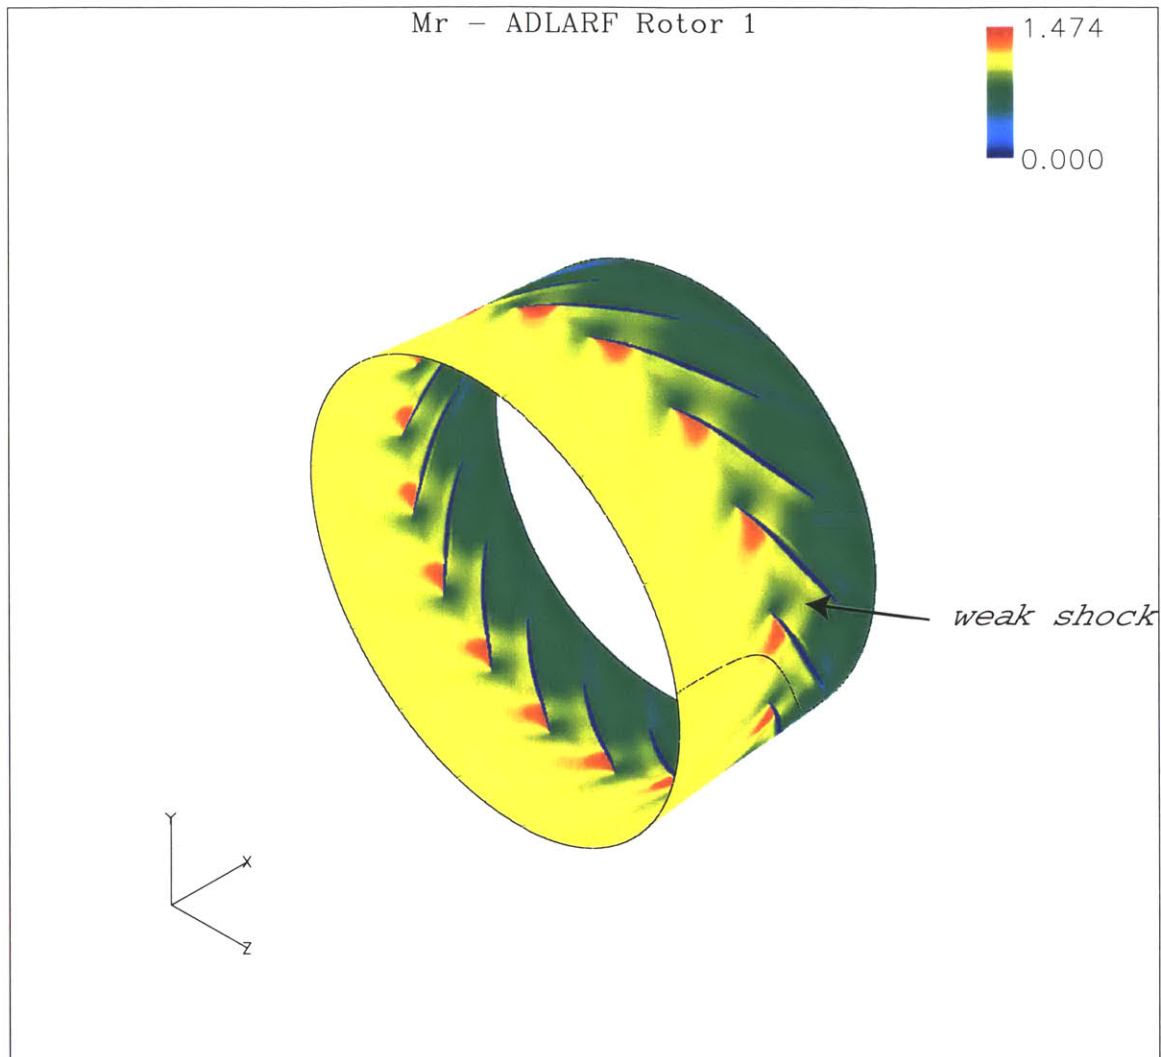 Mr – ADLARF Rotor 1
1.474
0.000
weak shock
Y
X
Z